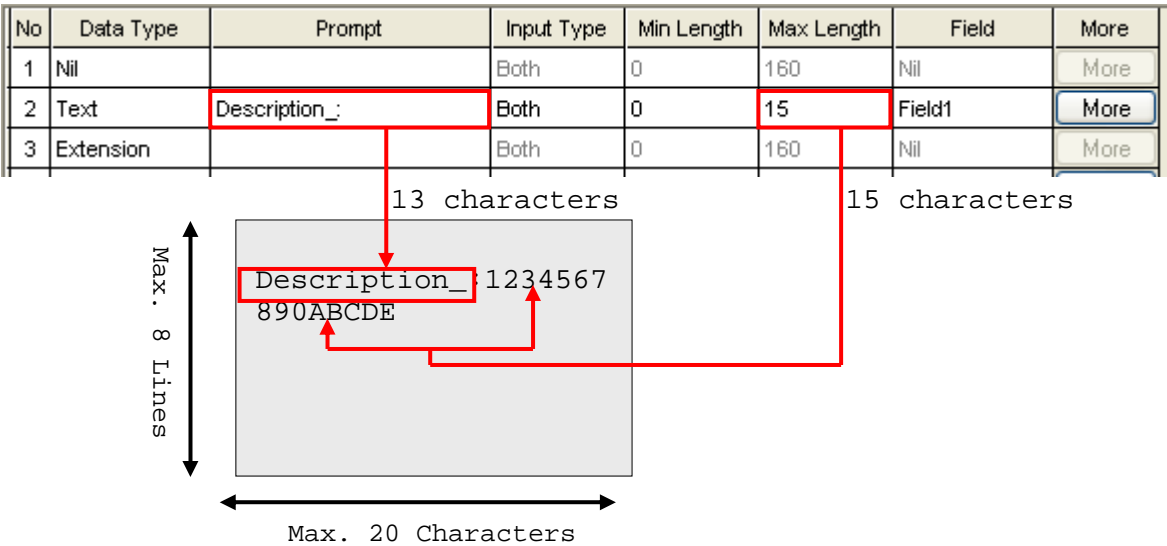 No Data Type Prompt Input Type Min Length Max Length Field More
1 Nil Both 0 160 Nil More
2 Text Description_: Both 0 15 Field1 More
3 Extension Both 0 160 Nil More
13 characters 15 characters
Max. 8 Lines
Description_:1234567
890ABCDE
Max. 20 Characters